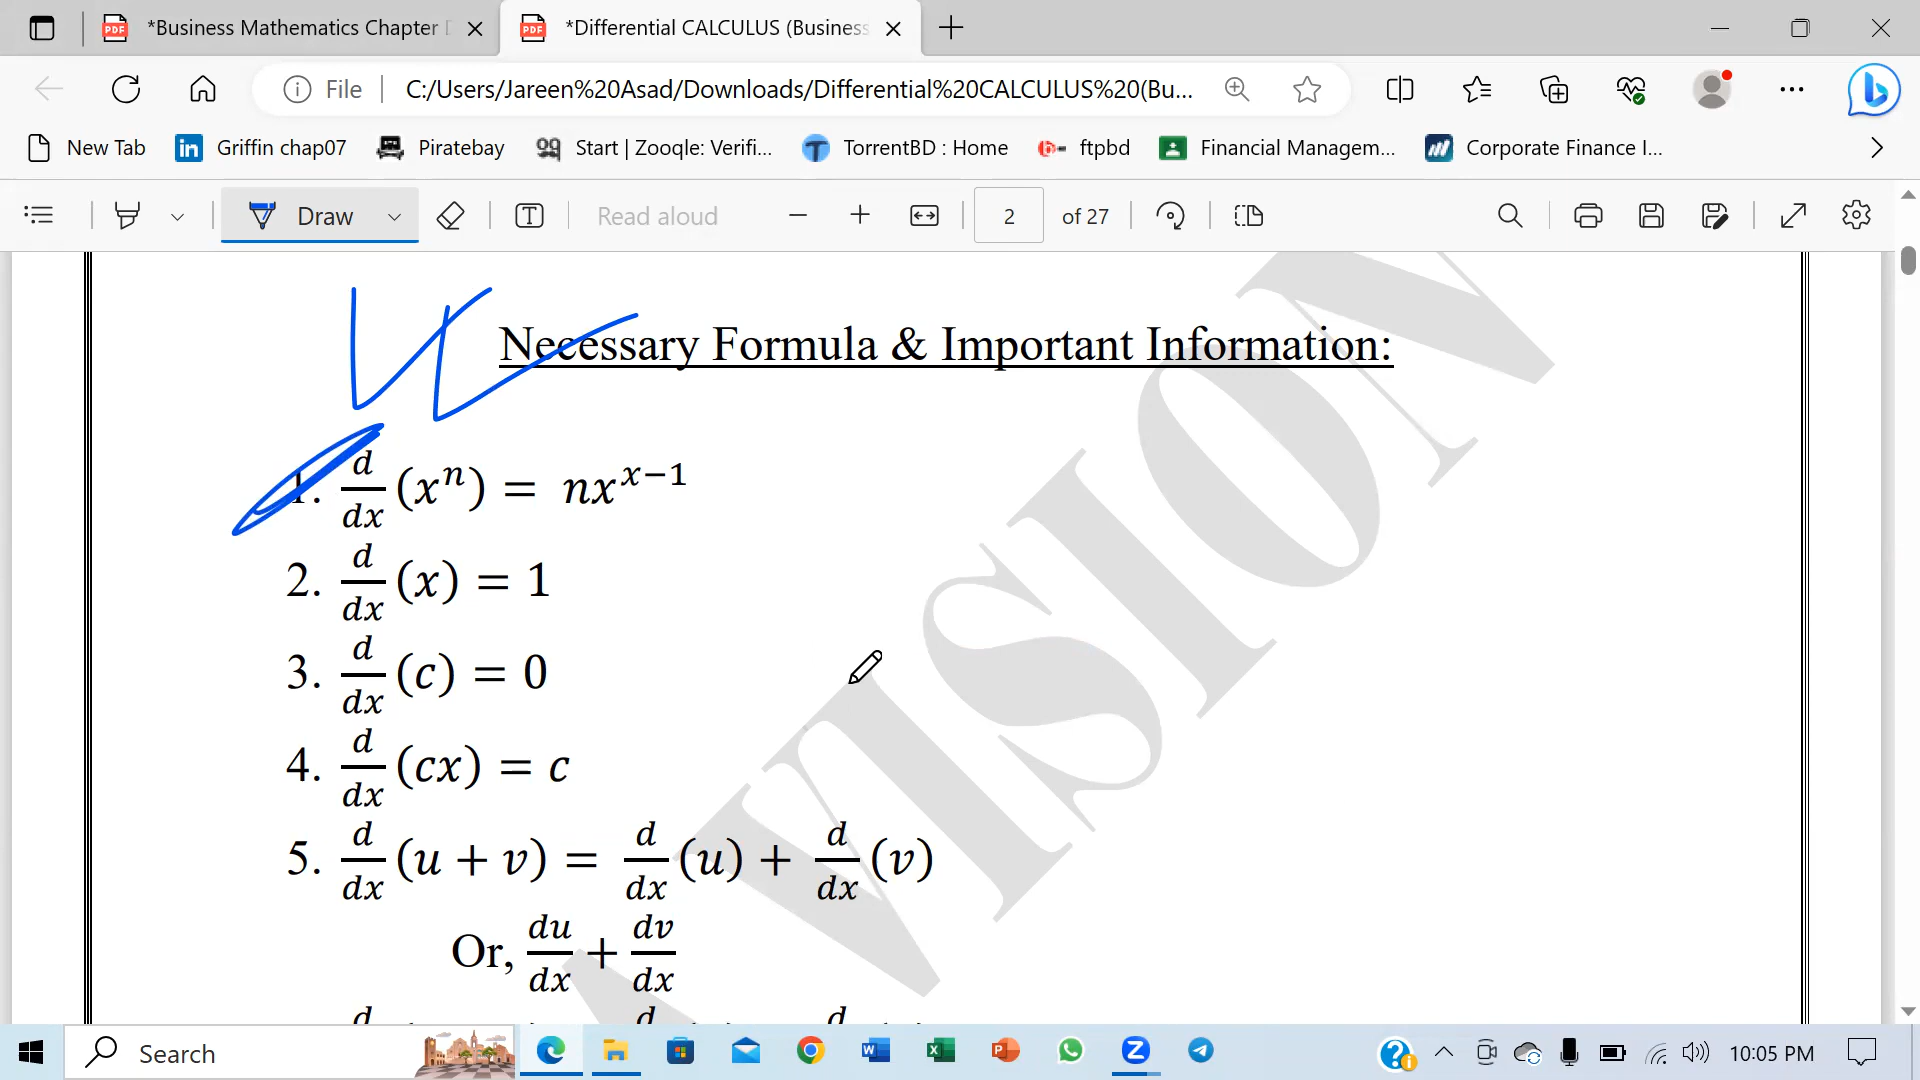 *Business Mathematics Chapter
*Differential CALCULUS (Business
File C:/Users/Jareen%20Asad/Downloads/Differential%20CALCULUS%20(Bu...
New Tab Griffin chap07 Piratebay Start | Zooqle: Verifi... TorrentBD : Home ftpbd Financial Managem... Corporate Finance I...
Draw Read aloud 2 of 27
Necessary Formula & Important Information:
1. d/dx (xⁿ) = nx^{x−1}
2. d/dx (x) = 1
3. d/dx (c) = 0
4. d/dx (cx) = c
5. d/dx (u + v) = d/dx (u) + d/dx (v)
Or, du/dx + dv/dx
A VISION
Search 10:05 PM